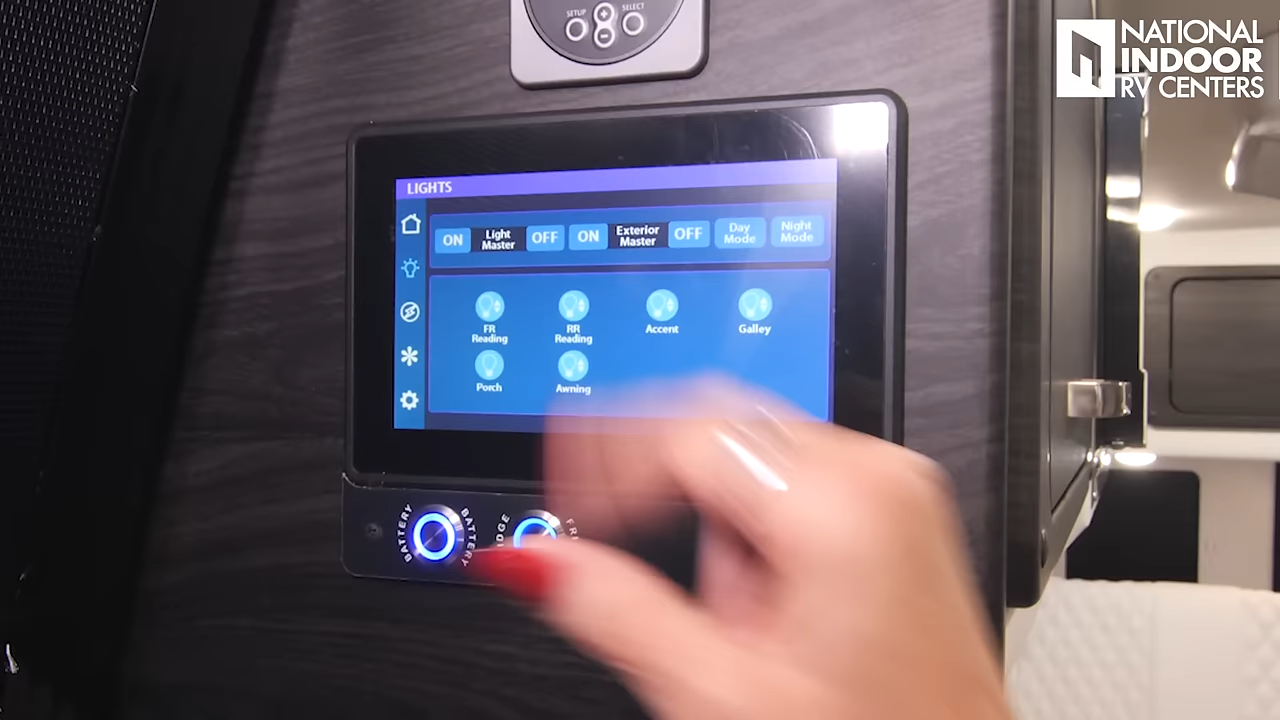 SETUP
SELECT
NATIONAL
INDOOR
RV CENTERS
LIGHTS
ON
Light
Master
OFF
ON
Exterior
Master
OFF
Day
Mode
Night
Mode
FR
Reading
RR
Reading
Accent
Galley
Porch
Awning
BATTERY
BATTERY